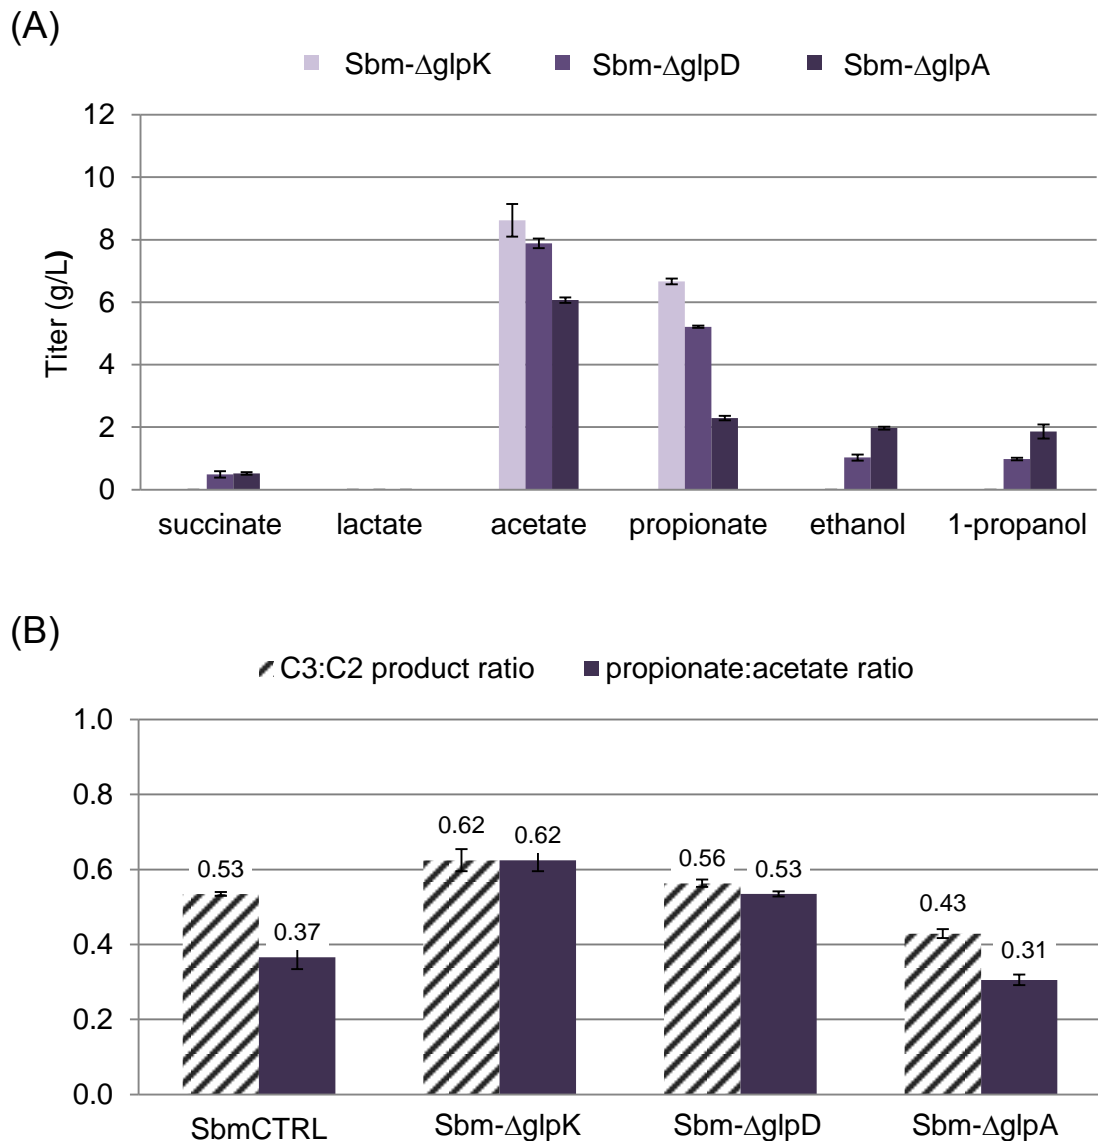 (A)
Sbm-ΔglpK Sbm-ΔglpD Sbm-ΔglpA
12
10
8
6
4
2
0
Titer (g/L)
succinate lactate acetate propionate ethanol 1-propanol
(B)
C3:C2 product ratio propionate:acetate ratio
1.0
0.8
0.6
0.4
0.2
0.0
0.53 0.37 0.62 0.62 0.56 0.53 0.43 0.31
SbmCTRL Sbm-ΔglpK Sbm-ΔglpD Sbm-ΔglpA